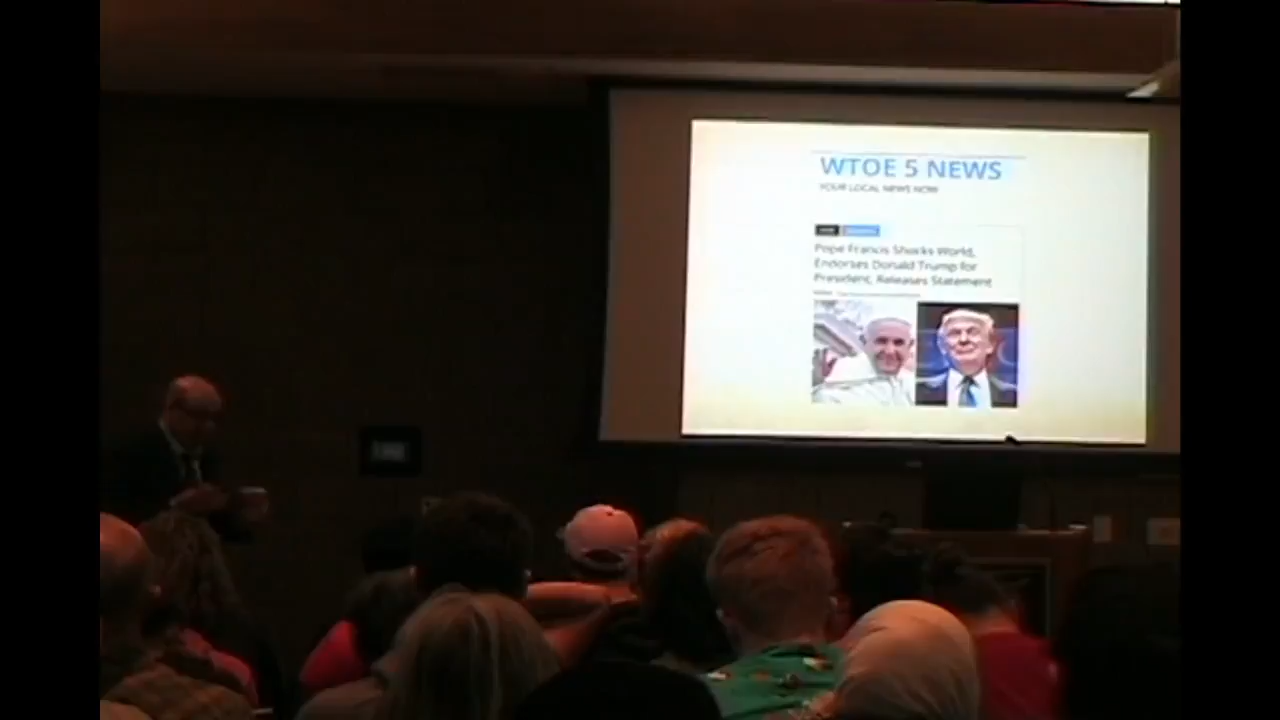 WTOE 5 NEWS
YOUR LOCAL NEWS NOW
Pope Francis Shocks World,
Endorses Donald Trump for
President, Releases Statement